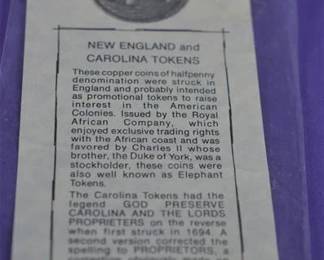 NEW ENGLAND and
CAROLINA TOKENS
These copper coins of halfpenny
denomination were struck in
England and probably intended
as promotional tokens to raise
interest in the American
Colonies. Issued by the Royal
African Company, which
enjoyed exclusive trading rights
with the African coast and was
favored by Charles II whose
brother, the Duke of York, was a
stockholder, these coins were
also well known as Elephant
Tokens.
The Carolina Tokens had the
legend GOD PRESERVE
CAROLINA AND THE LORDS
PROPRIETERS on the reverse
when first struck in 1694. A
second version corrected the
spelling to PROPRIETORS, a